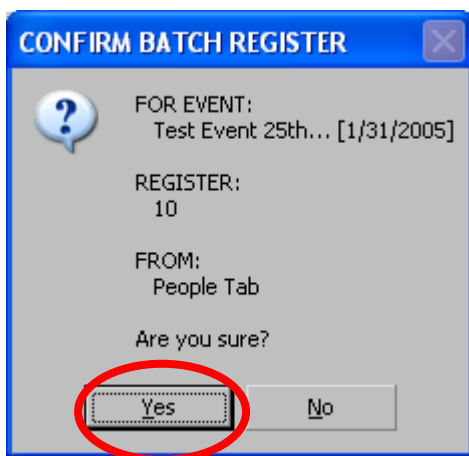 CONFIRM BATCH REGISTER
FOR EVENT:
Test Event 25th... [1/31/2005]
REGISTER:
10
FROM:
People Tab
Are you sure?
Yes No